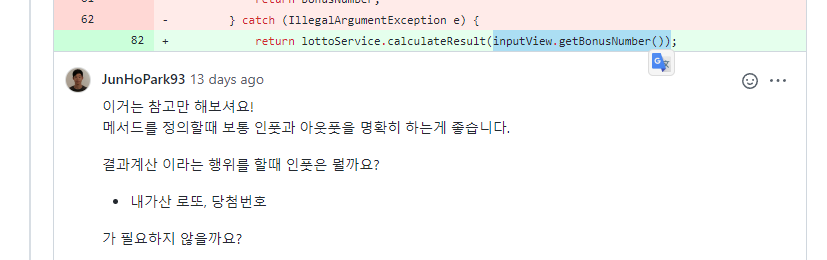 return bonusNumber;
62 - } catch (IllegalArgumentException e) {
82 + return lottoService.calculateResult(inputView.getBonusNumber());
JunHoPark93 13 days ago
이거는 참고만 해보셔요!
메서드를 정의할때 보통 인풋과 아웃풋을 명확히 하는게 좋습니다.
결과계산 이라는 행위를 할때 인풋은 뭘까요?
• 내가산 로또, 당첨번호
가 필요하지 않을까요?